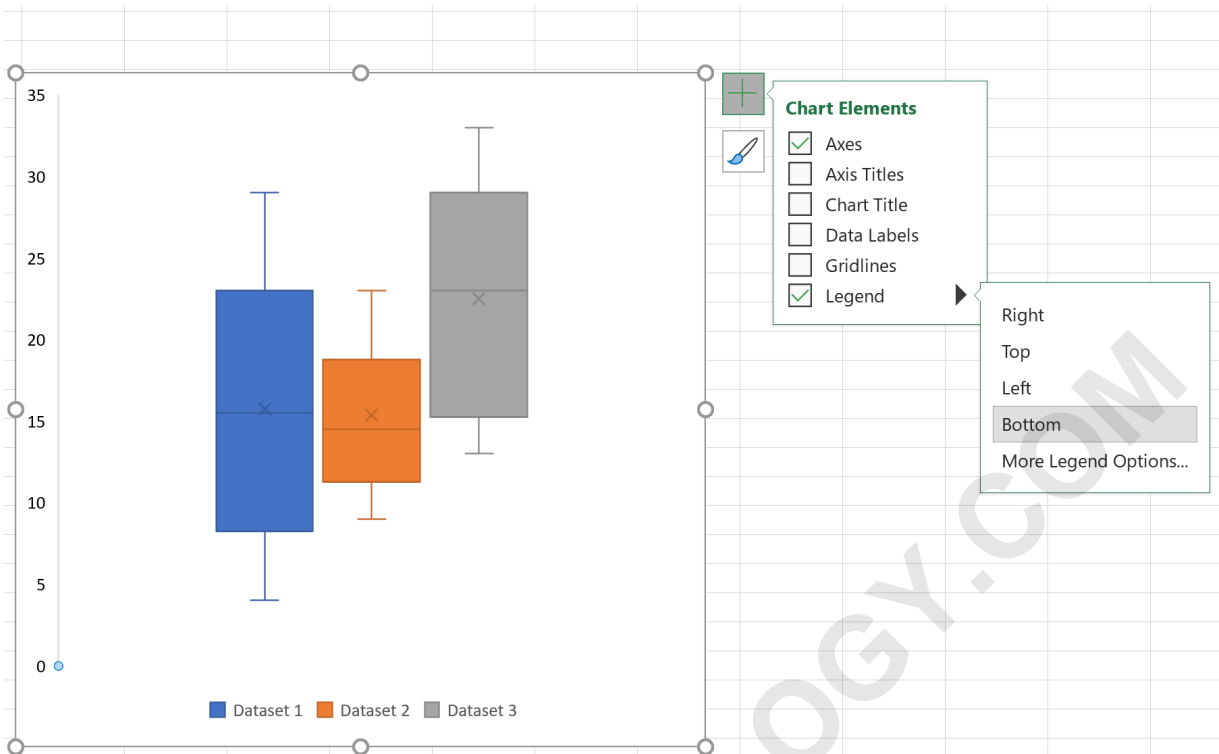 35
30
25
20
15
10
5
0
Dataset 1 Dataset 2 Dataset 3
Chart Elements
Axes
Axis Titles
Chart Title
Data Labels
Gridlines
Legend
Right
Top
Left
Bottom
More Legend Options...
OGY.COM